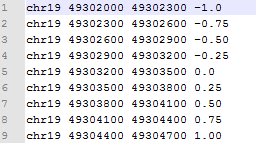 1 chr19 49302000 49302300 -1.0
2 chr19 49302300 49302600 -0.75
3 chr19 49302600 49302900 -0.50
4 chr19 49302900 49303200 -0.25
5 chr19 49303200 49303500 0.0
6 chr19 49303500 49303800 0.25
7 chr19 49303800 49304100 0.50
8 chr19 49304100 49304400 0.75
9 chr19 49304400 49304700 1.00